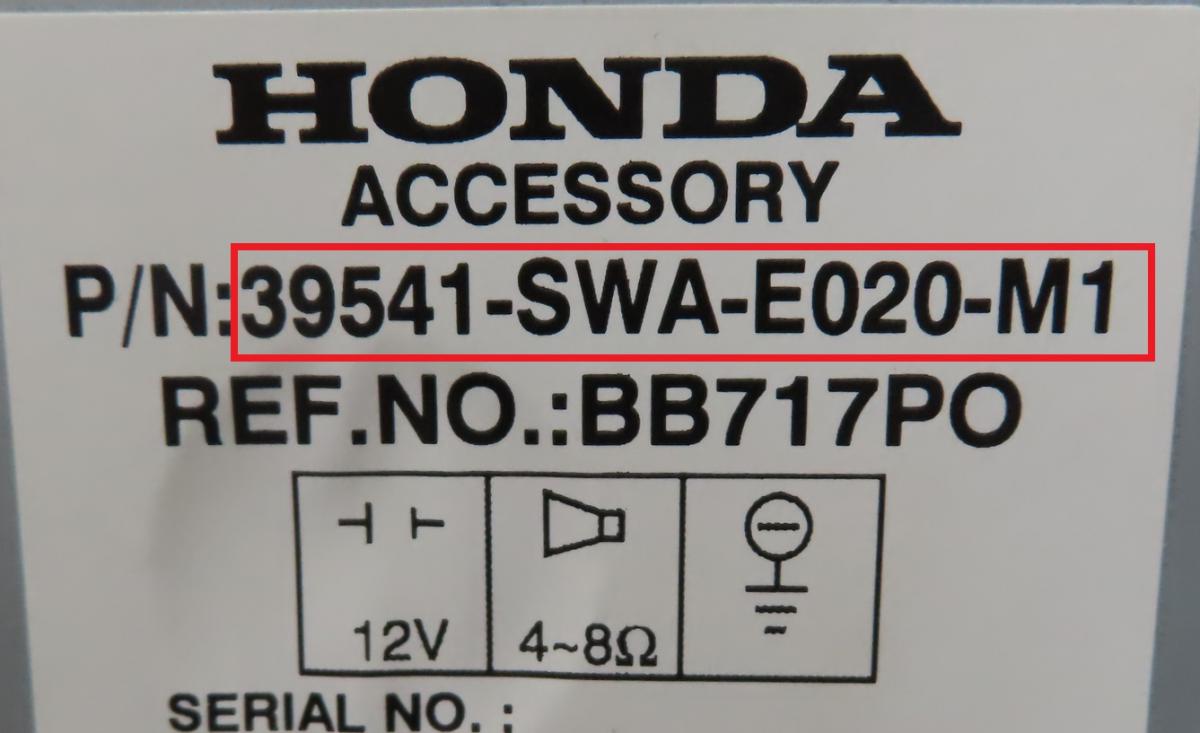 HONDA
ACCESSORY
P/N:39541-SWA-E020-M1
REF.NO.:BB717PO
12V 4~8Ω
SERIAL NO. :